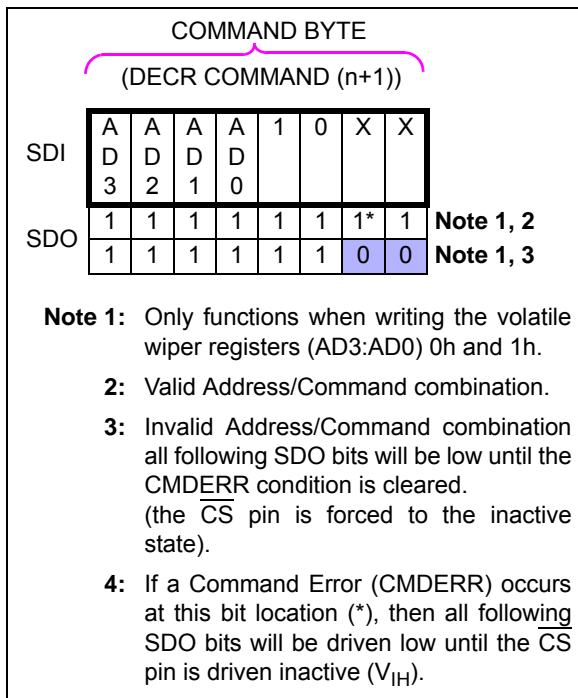 COMMAND BYTE
(DECR COMMAND (n+1))
SDI
A A A A 1 0 X X
D D D D
3 2 1 0
SDO
1 1 1 1 1 1 1* 1 Note 1, 2
1 1 1 1 1 1 0 0 Note 1, 3
Note 1: Only functions when writing the volatile
wiper registers (AD3:AD0) 0h and 1h.
2: Valid Address/Command combination.
3: Invalid Address/Command combination
all following SDO bits will be low until the
CMDERR condition is cleared.
(the CS pin is forced to the inactive
state).
4: If a Command Error (CMDERR) occurs
at this bit location (*), then all following
SDO bits will be driven low until the CS
pin is driven inactive (VIH).